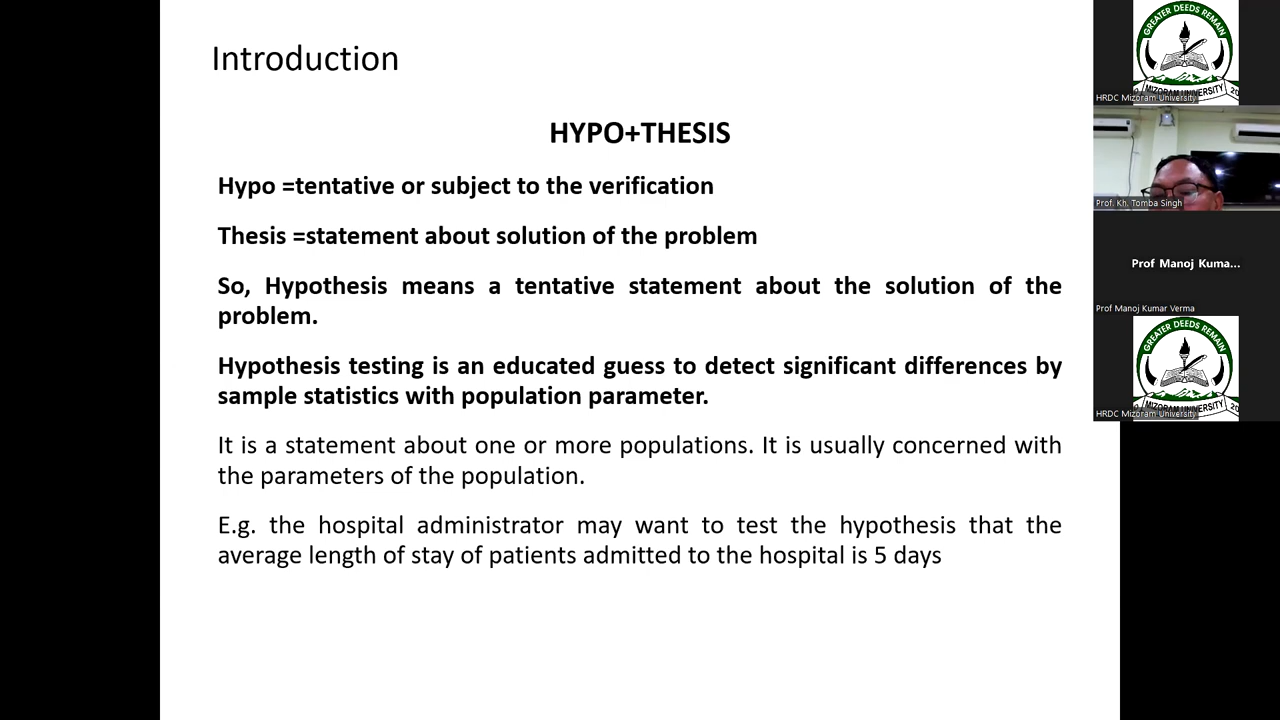 Introduction
HYPO+THESIS
Hypo =tentative or subject to the verification
Thesis =statement about solution of the problem
So, Hypothesis means a tentative statement about the solution of the
problem.
Hypothesis testing is an educated guess to detect significant differences by
sample statistics with population parameter.
It is a statement about one or more populations. It is usually concerned with
the parameters of the population.
E.g. the hospital administrator may want to test the hypothesis that the
average length of stay of patients admitted to the hospital is 5 days
GREATER DEEDS REMAIN
MIZORAM UNIVERSITY
HRDC Mizoram University
Prof. Kh. Tomba Singh
Prof Manoj Kuma...
Prof Manoj Kumar Verma
GREATER DEEDS REMAIN
MIZORAM UNIVERSITY
HRDC Mizoram University